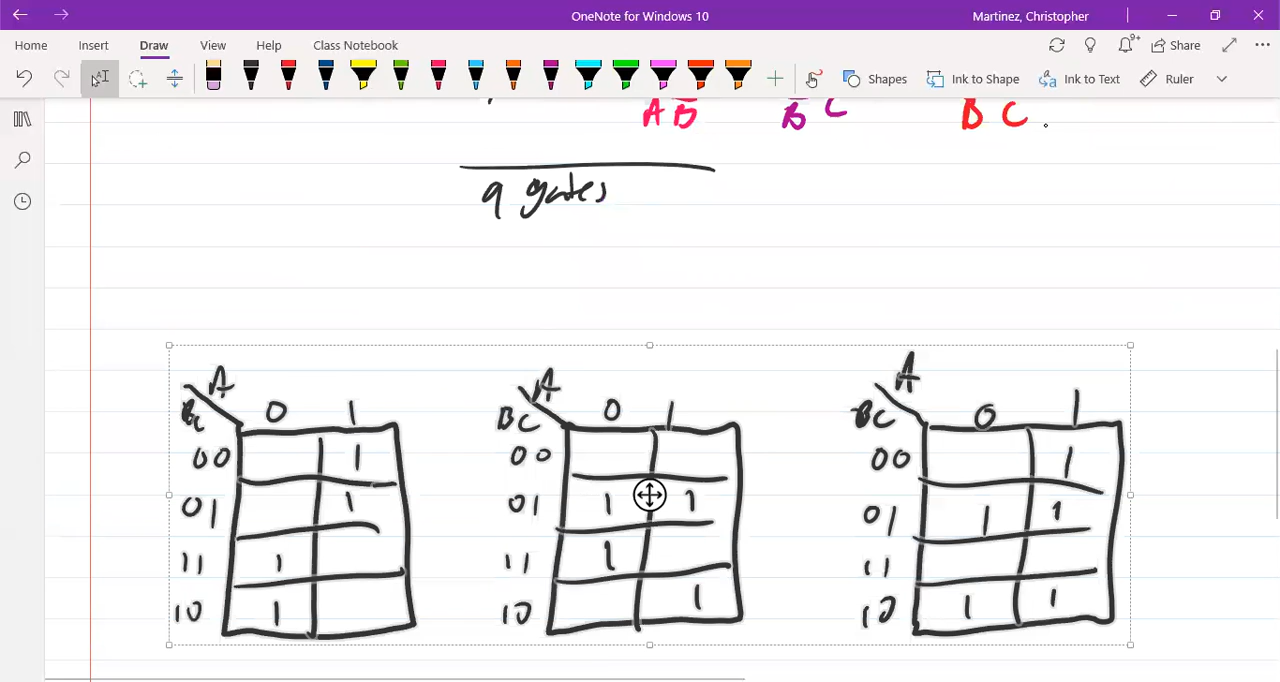 OneNote for Windows 10
Martinez, Christopher
Home Insert Draw View Help Class Notebook
9+ Share
Shapes Ink to Shape Ink to Text Ruler
A B̅ B̅ C B C
9 gates
A A A
BC 0 1 BC 0 1 BC 0 1
00 1 00 00 1
01 1 01 1 1 01 1 1
11 1 11 1 11
10 1 10 1 10 1 1